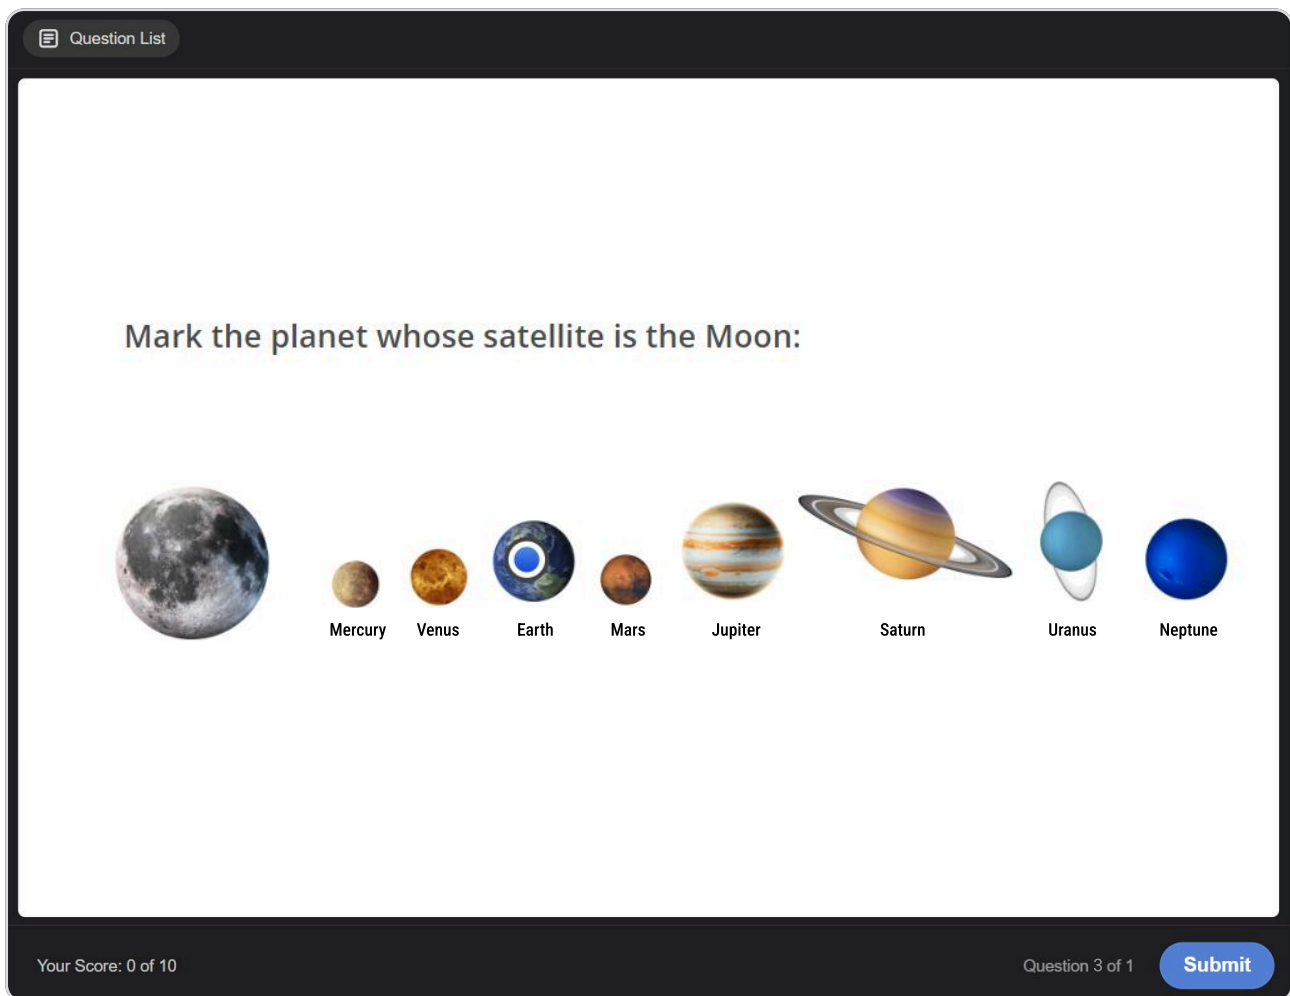 Question List
Mark the planet whose satellite is the Moon:
Mercury Venus Earth Mars Jupiter Saturn Uranus Neptune
Your Score: 0 of 10 Question 3 of 1 Submit